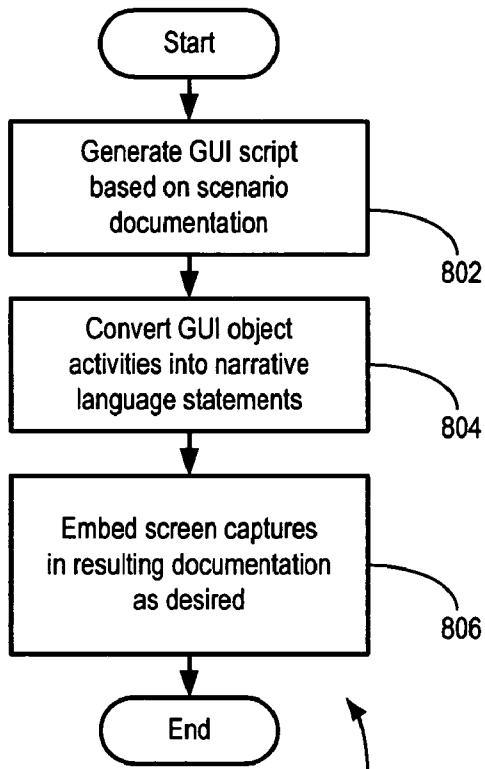 Start
Generate GUI script
based on scenario
documentation
802
Convert GUI object
activities into narrative
language statements
804
Embed screen captures
in resulting documentation
as desired
806
End